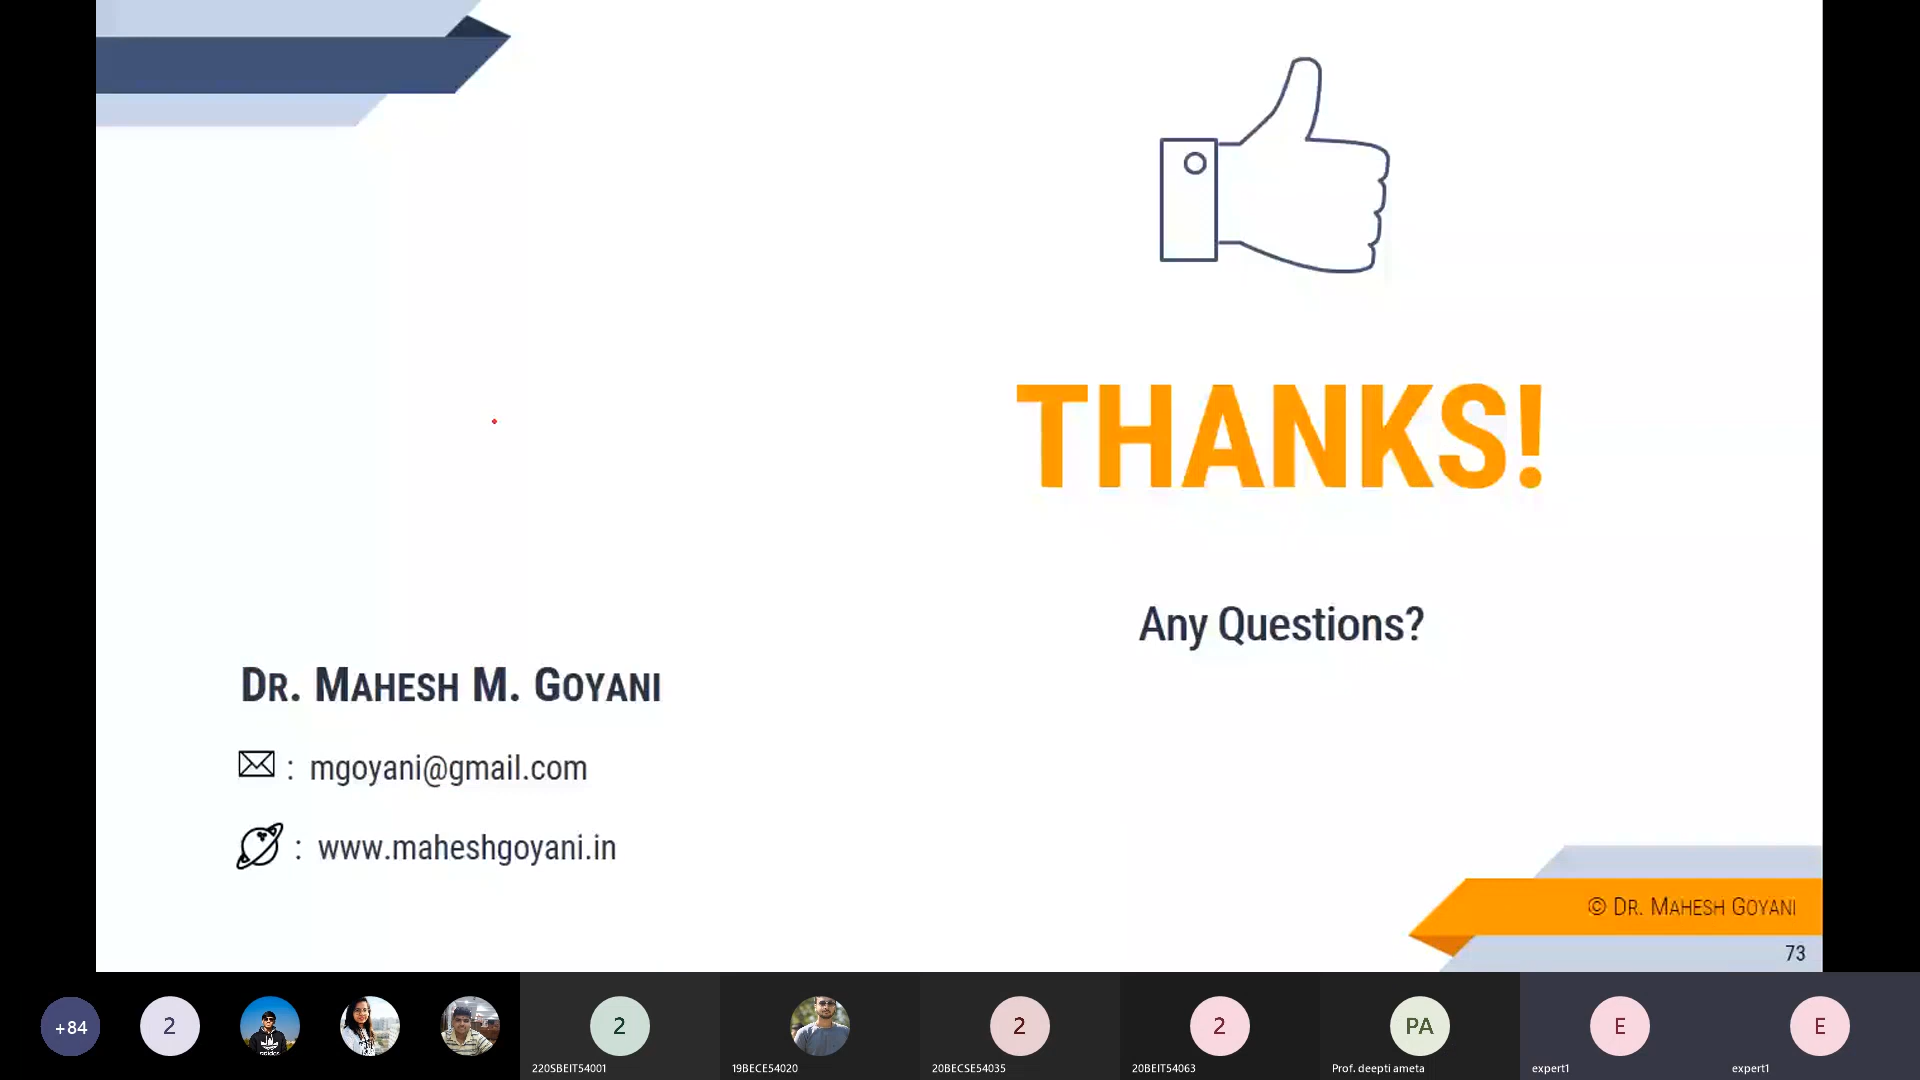 THANKS!
Any Questions?
DR. MAHESH M. GOYANI
: mgoyani@gmail.com
: www.maheshgoyani.in
© DR. MAHESH GOYANI
73
+84
2
2
2
2
PA
E
E
220SBEIT54001
19BECE54020
20BECSE54035
20BEIT54063
Prof. deepti ameta
expert1
expert1